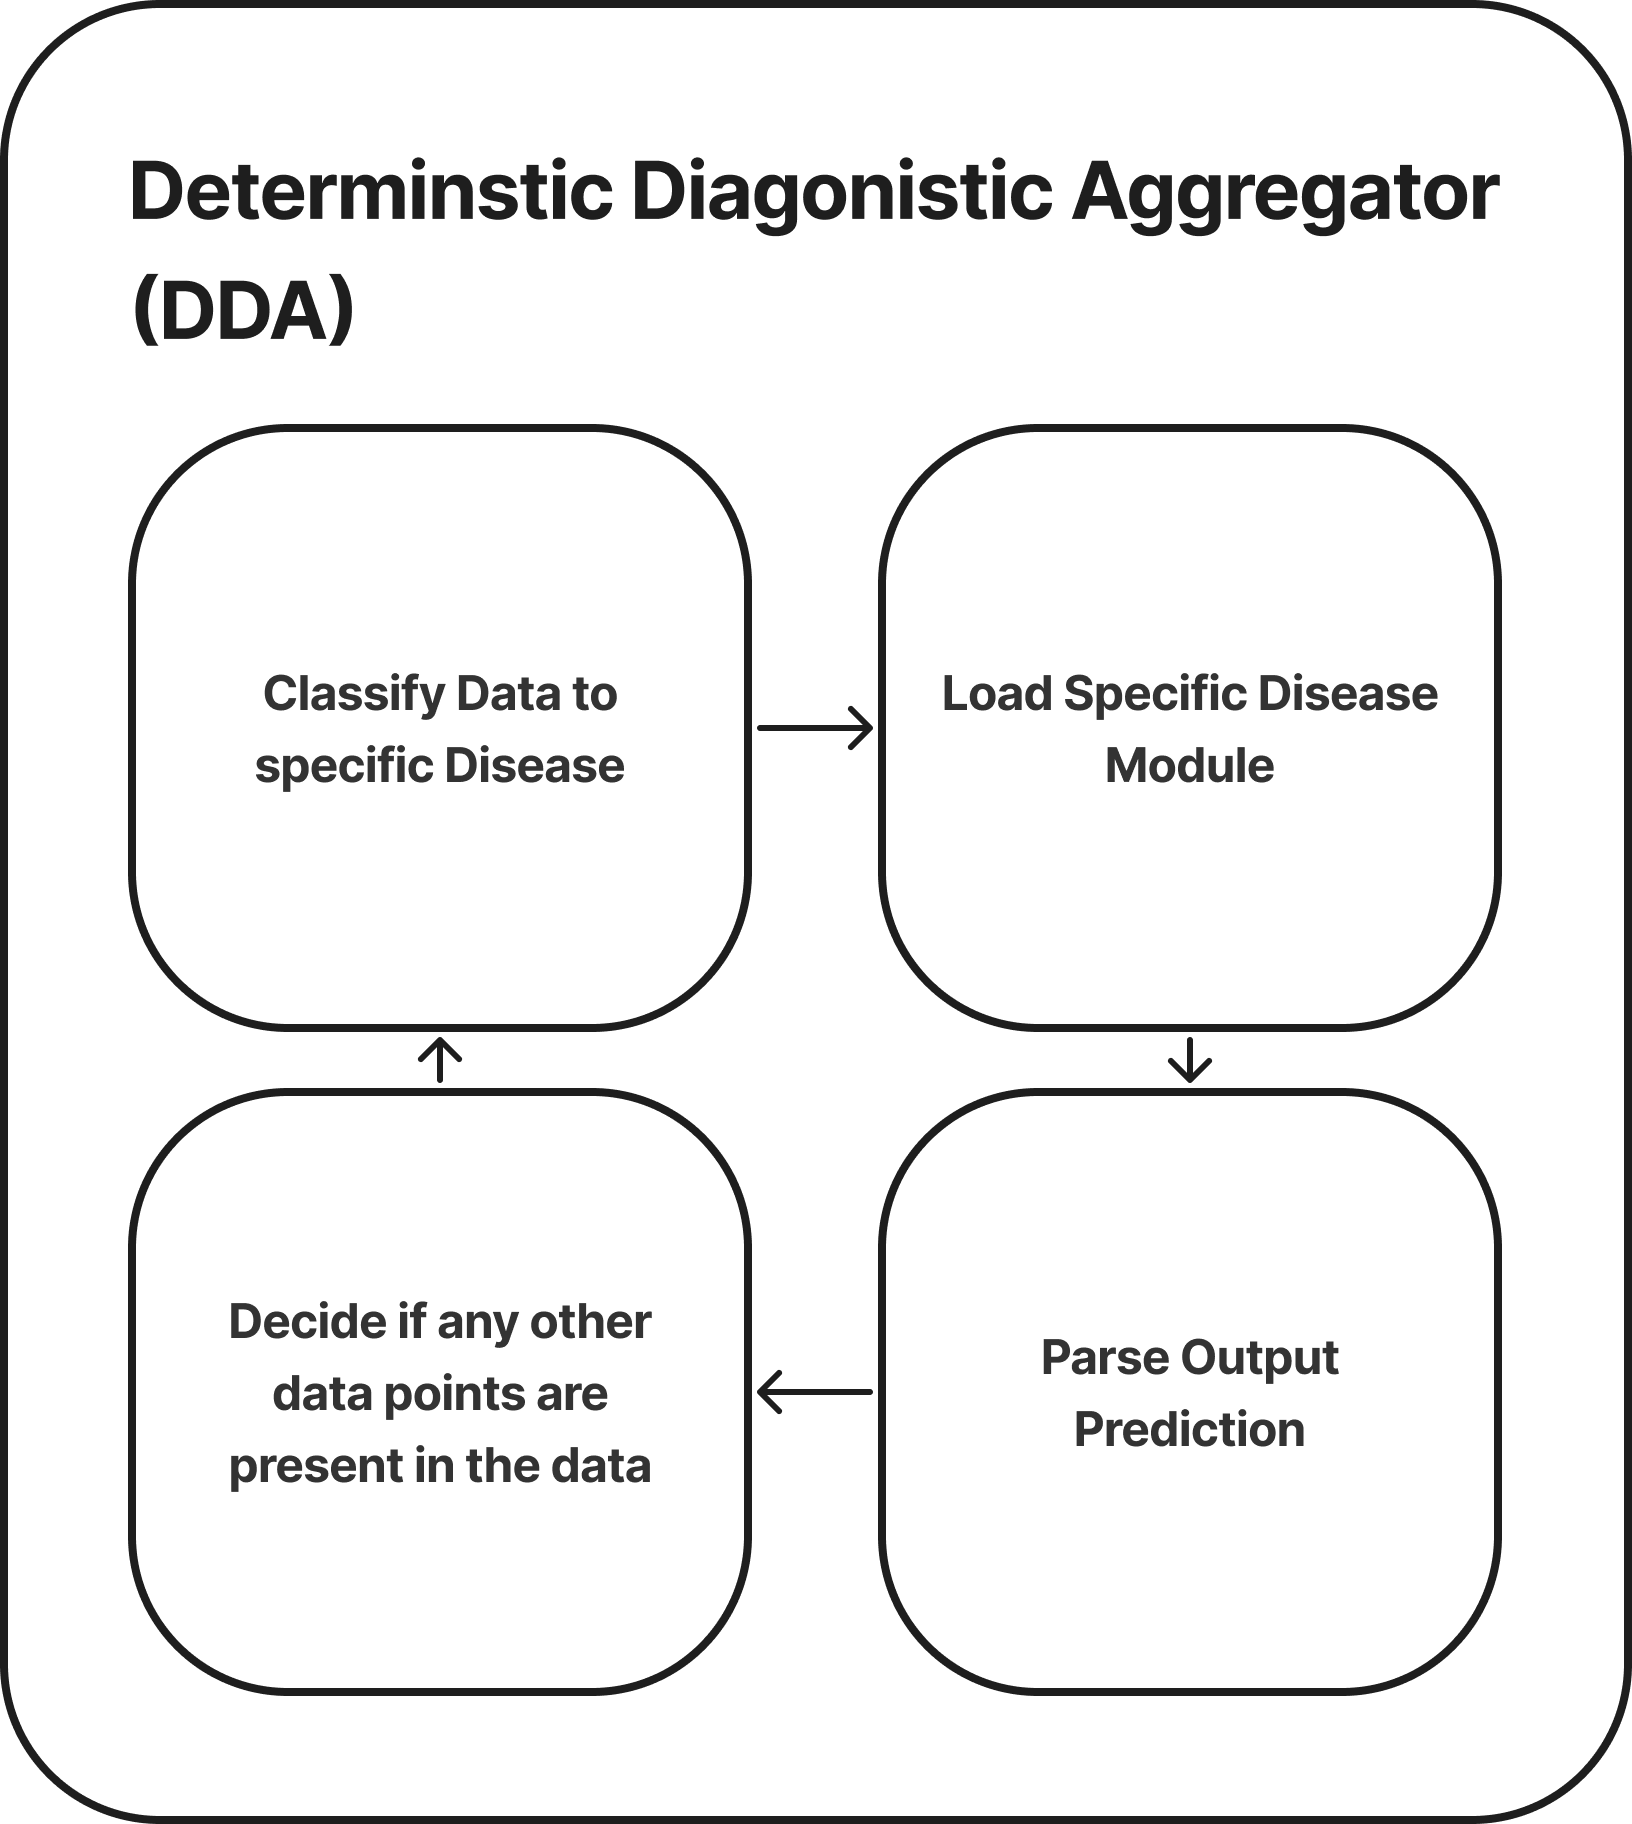 Determinstic Diagonistic Aggregator
(DDA)
Classify Data to
specific Disease
Load Specific Disease
Module
Decide if any other
data points are
present in the data
Parse Output
Prediction